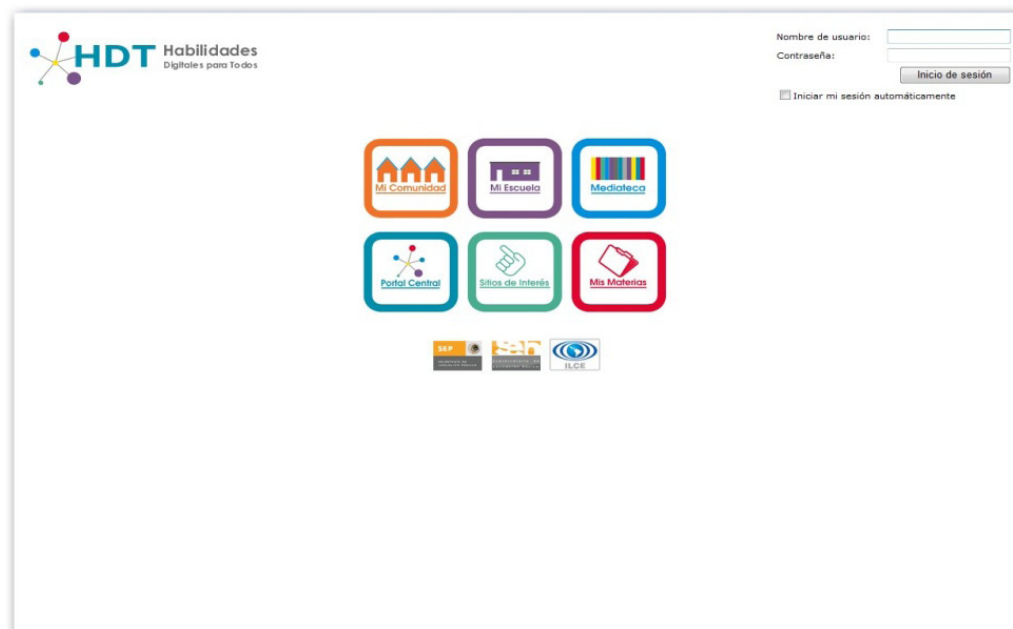 HDT Habilidades
Digitales para Todos
Nombre de usuario:
Contraseña:
Inicio de sesión
Iniciar mi sesión automáticamente
Mi Comunidad
Mi Escuela
Mediateca
Portal Central
Sitios de Interés
Mis Materias
SEP
seb
ILCE